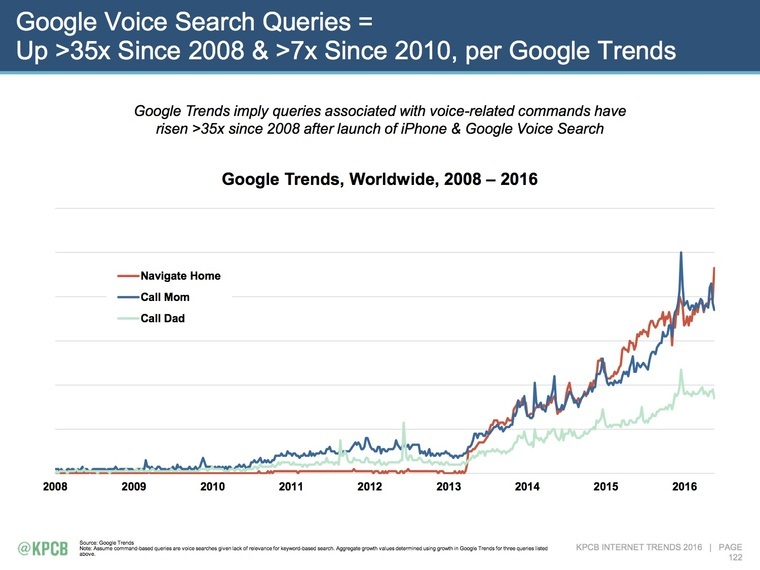 Google Voice Search Queries =
Up >35x Since 2008 & >7x Since 2010, per Google Trends
Google Trends imply queries associated with voice-related commands have
risen >35x since 2008 after launch of iPhone & Google Voice Search
Google Trends, Worldwide, 2008 – 2016
Navigate Home
Call Mom
Call Dad
2008 2009 2010 2011 2012 2013 2014 2015 2016
@KPCB
Source: Google Trends
Note: Assume command-based queries are voice searches given lack of relevance for keyword-based search. Aggregate growth values determined using growth in Google Trends for three queries listed
above.
KPCB INTERNET TRENDS 2016 | PAGE
122